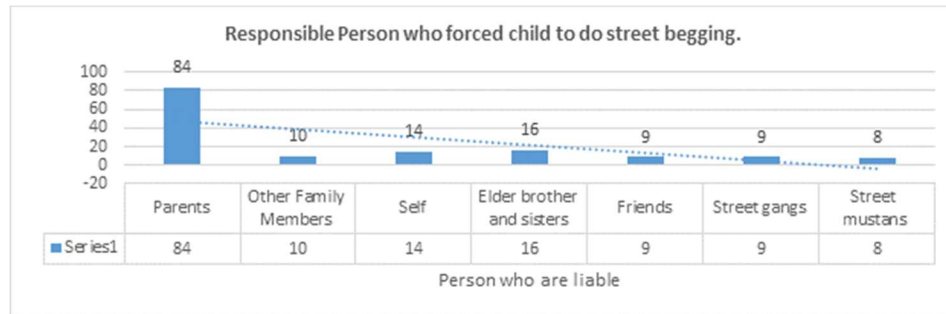 Responsible Person who forced child to do street begging.
100
80
60
40
20
0
-20
84
10
14
16
9
9
8
Parents
Other Family
Members
Self
Elder brother
and sisters
Friends
Street gangs
Street
mustans
Series1 84 10 14 16 9 9 8
Person who are liable